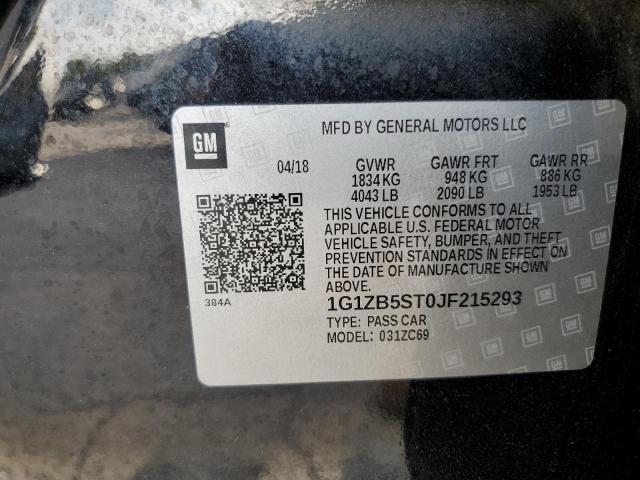 GM
MFD BY GENERAL MOTORS LLC
04/18 GVWR GAWR FRT GAWR RR
1834 KG 948 KG 886 KG
4043 LB 2090 LB 1953 LB
THIS VEHICLE CONFORMS TO ALL
APPLICABLE U.S. FEDERAL MOTOR
VEHICLE SAFETY, BUMPER, AND THEFT
PREVENTION STANDARDS IN EFFECT ON
THE DATE OF MANUFACTURE SHOWN
ABOVE.
384A
1G1ZB5ST0JF215293
TYPE: PASS CAR
MODEL: 031ZC69